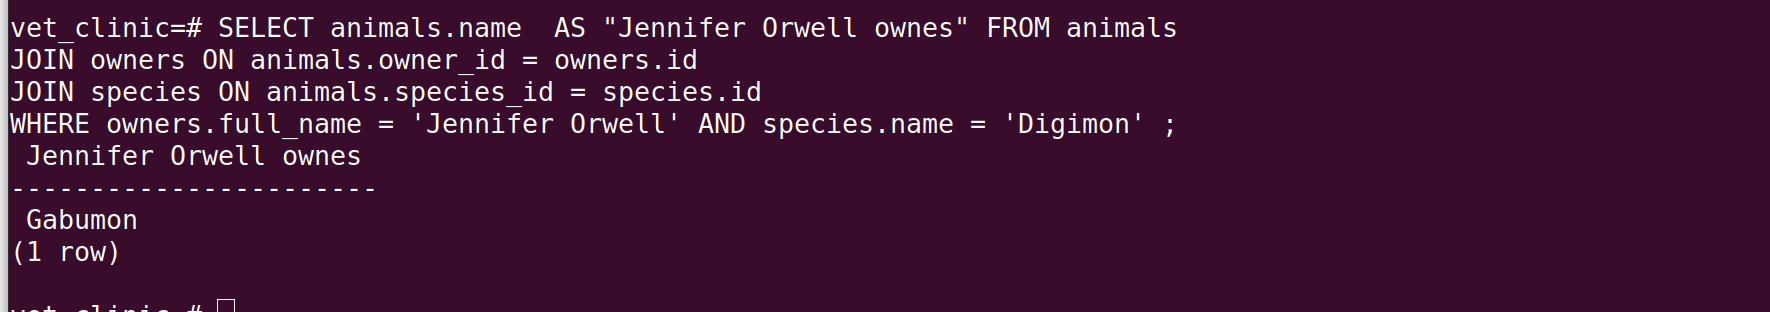 vet_clinic=# SELECT animals.name  AS "Jennifer Orwell ownes" FROM animals
JOIN owners ON animals.owner_id = owners.id
JOIN species ON animals.species_id = species.id
WHERE owners.full_name = 'Jennifer Orwell' AND species.name = 'Digimon' ;
 Jennifer Orwell ownes
-----------------------
 Gabumon
(1 row)
vet_clinic=#